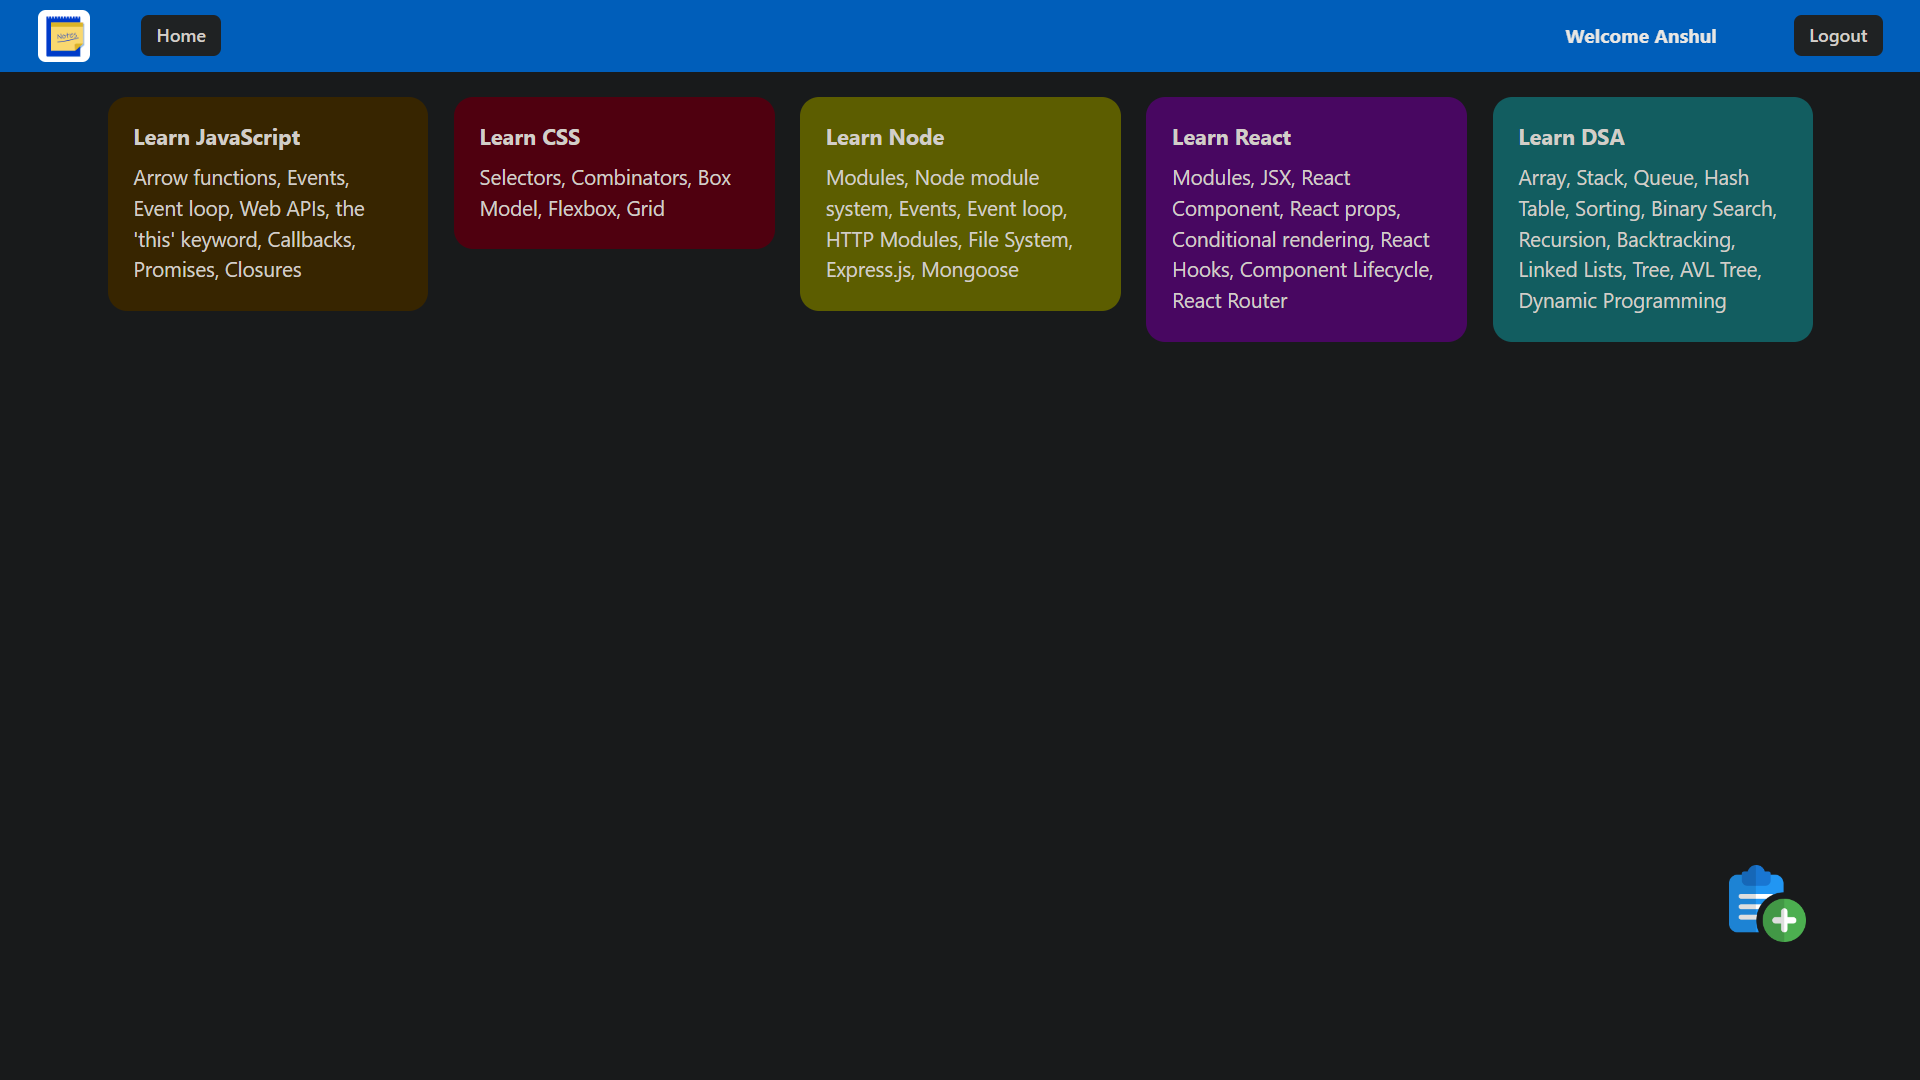 Notes
Home
Welcome Anshul
Logout
Learn JavaScript
Arrow functions, Events,
Event loop, Web APIs, the
'this' keyword, Callbacks,
Promises, Closures
Learn CSS
Selectors, Combinators, Box
Model, Flexbox, Grid
Learn Node
Modules, Node module
system, Events, Event loop,
HTTP Modules, File System,
Express.js, Mongoose
Learn React
Modules, JSX, React
Component, React props,
Conditional rendering, React
Hooks, Component Lifecycle,
React Router
Learn DSA
Array, Stack, Queue, Hash
Table, Sorting, Binary Search,
Recursion, Backtracking,
Linked Lists, Tree, AVL Tree,
Dynamic Programming